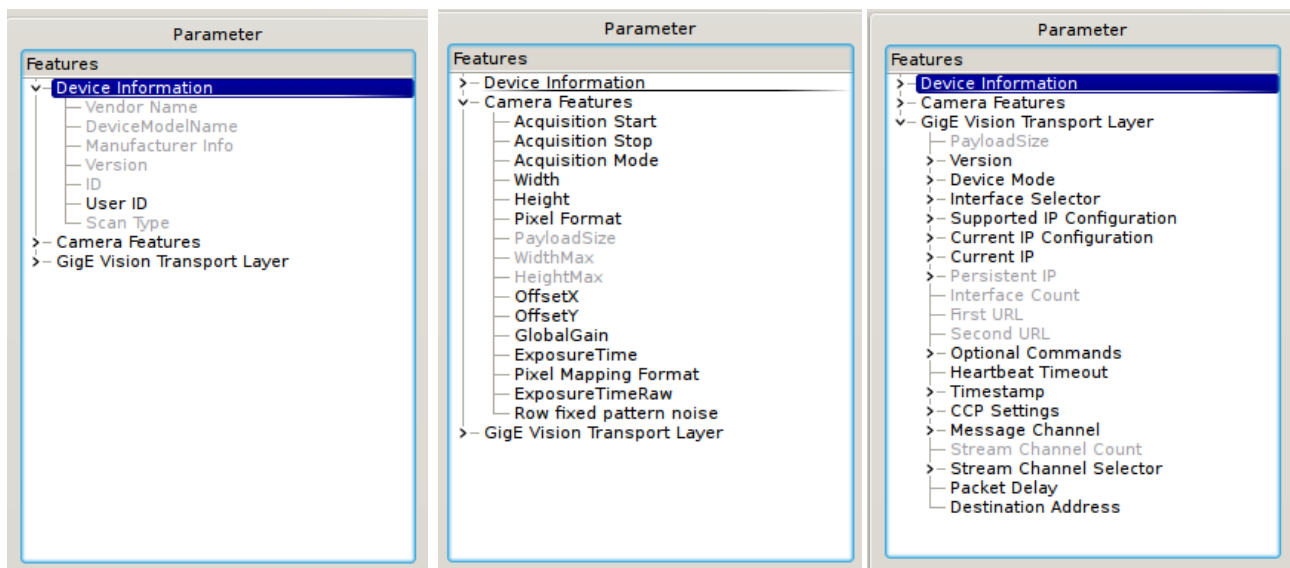 Parameter
Features
Device Information
Vendor Name
DeviceModelName
Manufacturer Info
Version
ID
User ID
Scan Type
Camera Features
GigE Vision Transport Layer
Parameter
Features
Device Information
Camera Features
Acquisition Start
Acquisition Stop
Acquisition Mode
Width
Height
Pixel Format
PayloadSize
WidthMax
HeightMax
OffsetX
OffsetY
GlobalGain
ExposureTime
Pixel Mapping Format
ExposureTimeRaw
Row fixed pattern noise
GigE Vision Transport Layer
Parameter
Features
Device Information
Camera Features
GigE Vision Transport Layer
PayloadSize
Version
Device Mode
Interface Selector
Supported IP Configuration
Current IP Configuration
Current IP
Persistent IP
Interface Count
First URL
Second URL
Optional Commands
Heartbeat Timeout
Timestamp
CCP Settings
Message Channel
Stream Channel Count
Stream Channel Selector
Packet Delay
Destination Address